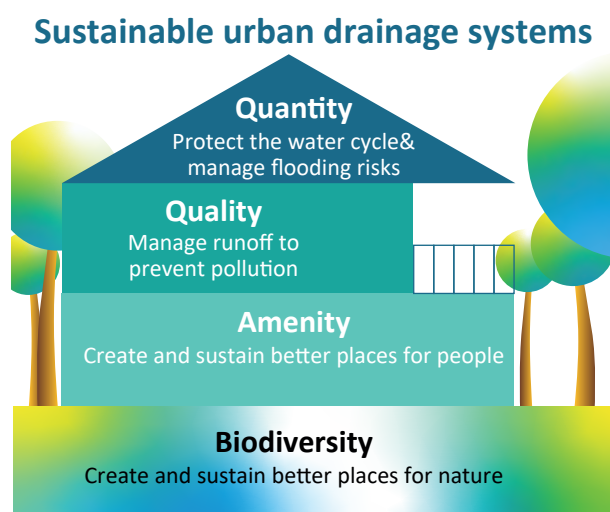 Sustainable urban drainage systems
Quantity
Protect the water cycle&
manage flooding risks
Quality
Manage runoff to
prevent pollution
Amenity
Create and sustain better places for people
Biodiversity
Create and sustain better places for nature